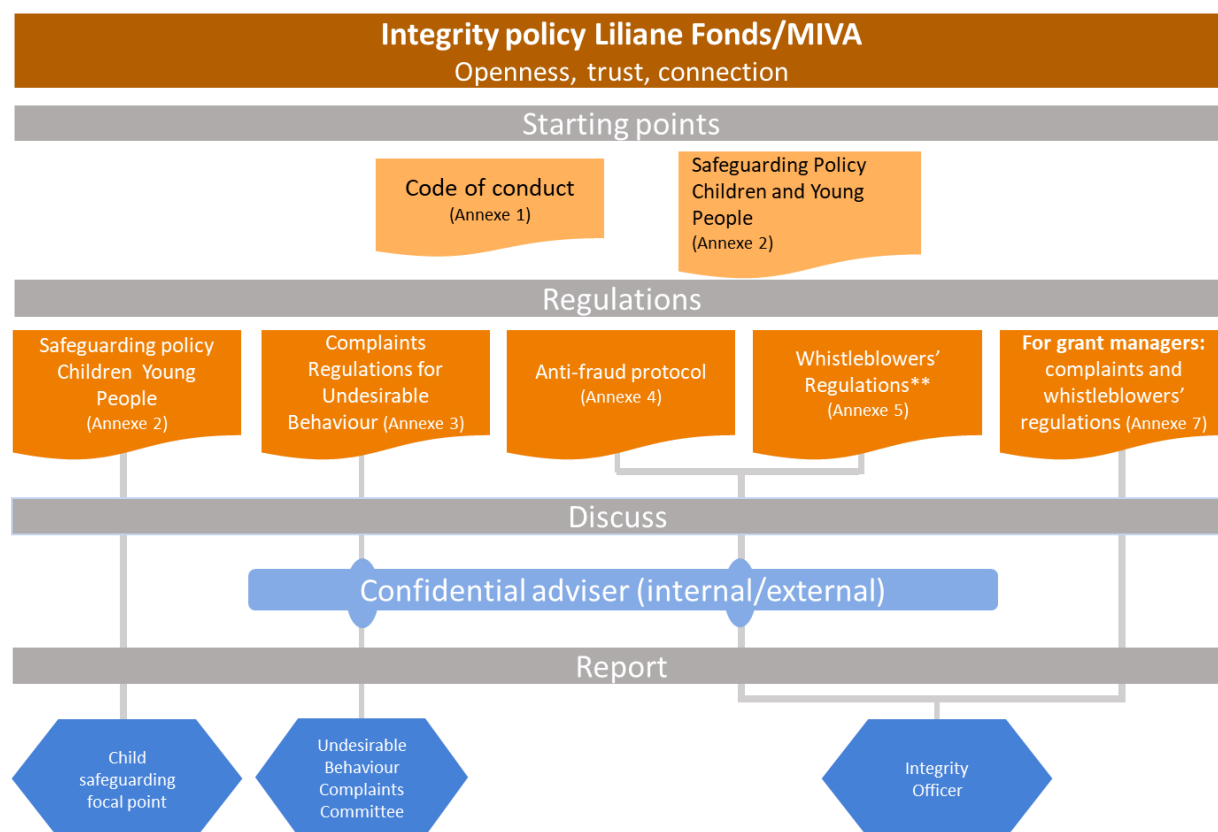 Integrity policy Liliane Fonds/MIVA
Openness, trust, connection
Starting points
Code of conduct
(Annexe 1)
Safeguarding Policy
Children and Young
People
(Annexe 2)
Regulations
Safeguarding policy
Children Young
People
(Annexe 2)
Complaints
Regulations for
Undesirable
Behaviour (Annexe 3)
Anti-fraud protocol
(Annexe 4)
Whistleblowers'
Regulations**
(Annexe 5)
For grant managers:
complaints and
whistleblowers'
regulations (Annexe 7)
Discuss
Confidential adviser (internal/external)
Report
Child
safeguarding
focal point
Undesirable
Behaviour
Complaints
Committee
Integrity
Officer